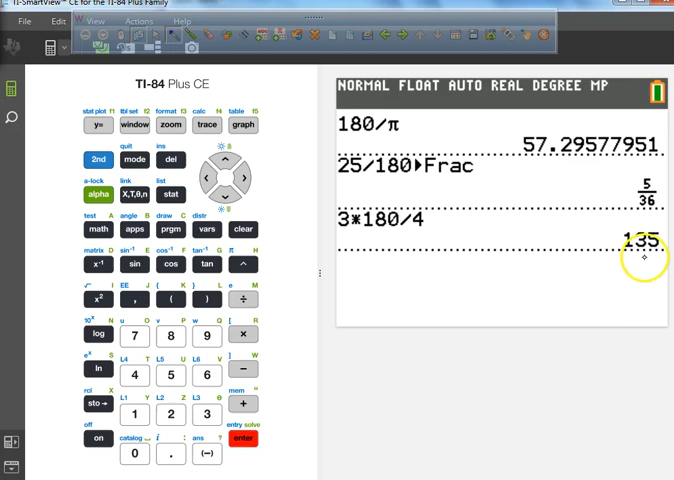 TI-SmartView™ CE for the TI-84 Plus Family
File Edit View Actions Help
TI-84 Plus CE
stat plot f1 tbl set f2 format f3 calc f4 table f5
y= window zoom trace graph
quit ins
2nd mode del
a-lock link list
alpha X,T,θ,n stat
test A angle B draw C distr
math apps prgm vars clear
matrix D sin⁻¹ E cos⁻¹ F tan⁻¹ G π H
x⁻¹ sin cos tan ^
√ I EE J { K } L e M
x² , ( ) ÷
10ˣ N u O v P w Q [ R
log 7 8 9 ×
eˣ S L4 T L5 U L6 V ] W
ln 4 5 6 −
rcl X L1 Y L2 Z L3 θ mem "
sto→ 1 2 3 +
off catalog i : ans ? entry solve
on 0 . (−) enter
NORMAL FLOAT AUTO REAL DEGREE MP
180/π
57.29577951
25/180▸Frac
5/36
3*180/4
135